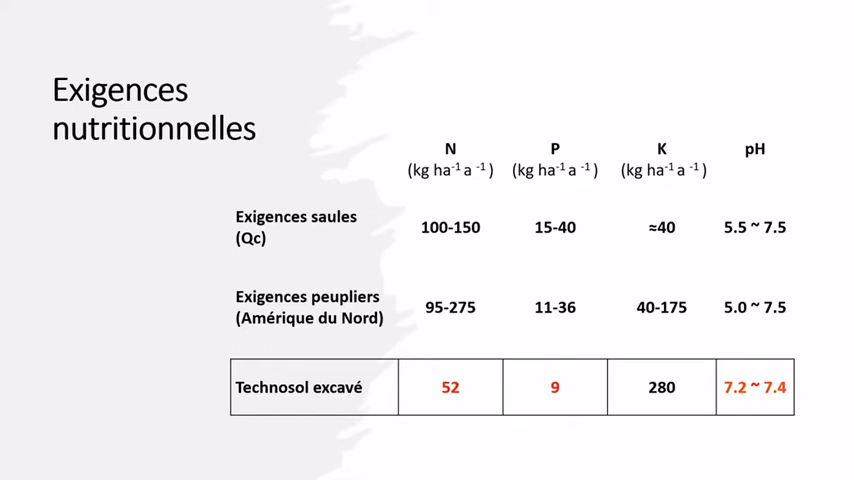 Exigences
nutritionnelles
N P K pH
(kg ha⁻¹ a ⁻¹ ) (kg ha⁻¹ a ⁻¹ ) (kg ha⁻¹ a ⁻¹ )
Exigences saules
(Qc)
100-150 15-40 ≈40 5.5 ~ 7.5
Exigences peupliers
(Amérique du Nord)
95-275 11-36 40-175 5.0 ~ 7.5
Technosol excavé 52 9 280 7.2 ~ 7.4